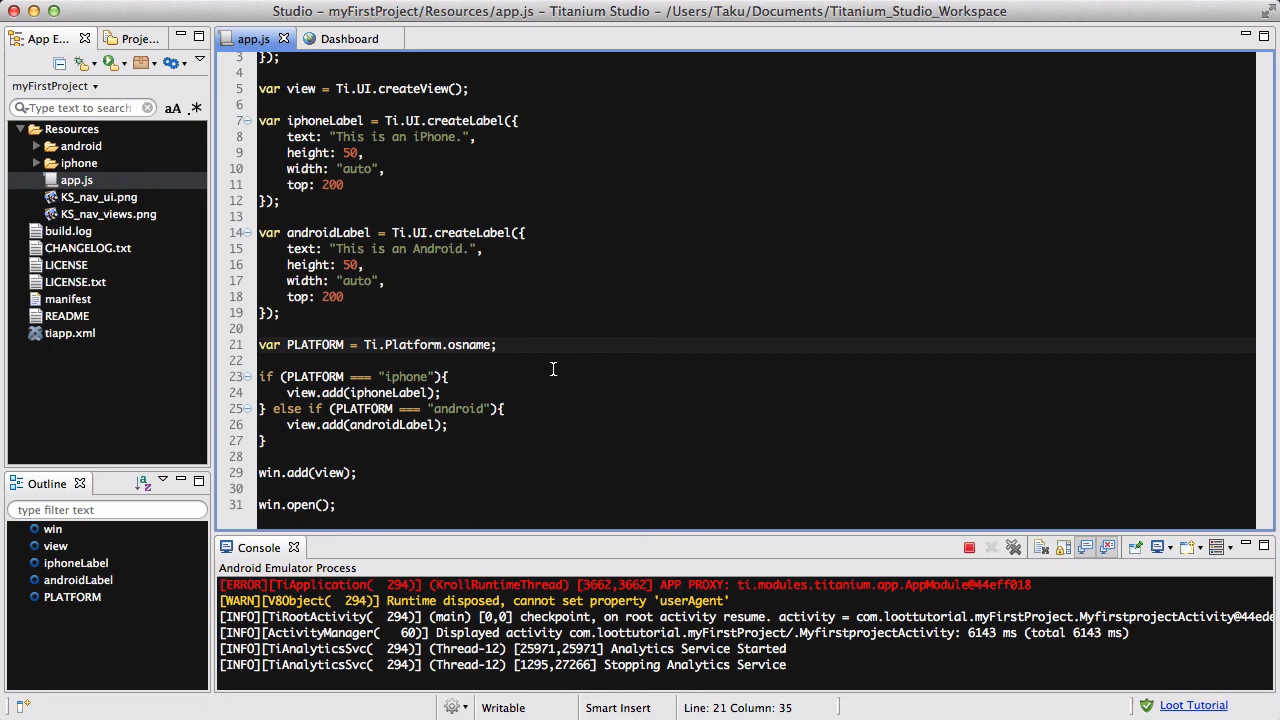 Studio - myFirstProject/Resources/app.js - Titanium Studio - /Users/Taku/Documents/Titanium_Studio_Workspace
App E...
Proje...
myFirstProject
Type text to search
aA .*
Resources
android
iphone
app.js
KS_nav_ui.png
KS_nav_views.png
build.log
CHANGELOG.txt
LICENSE
LICENSE.txt
manifest
README
tiapp.xml
Outline
type filter text
win
view
iphoneLabel
androidLabel
PLATFORM
app.js
Dashboard
3 });
4
5 var view = Ti.UI.createView();
6
7 var iphoneLabel = Ti.UI.createLabel({
8 text: "This is an iPhone.",
9 height: 50,
10 width: "auto",
11 top: 200
12 });
13
14 var androidLabel = Ti.UI.createLabel({
15 text: "This is an Android.",
16 height: 50,
17 width: "auto",
18 top: 200
19 });
20
21 var PLATFORM = Ti.Platform.osname;
22
23 if (PLATFORM === "iphone"){
24 view.add(iphoneLabel);
25 } else if (PLATFORM === "android"){
26 view.add(androidLabel);
27 }
28
29 win.add(view);
30
31 win.open();
Console
Android Emulator Process
[ERROR][TiApplication( 294)] (KrollRuntimeThread) [3662,3662] APP PROXY: ti.modules.titanium.app.AppModule@44eff018
[WARN][V8Object( 294)] Runtime disposed, cannot set property 'userAgent'
[INFO][TiRootActivity( 294)] (main) [0,0] checkpoint, on root activity resume. activity = com.loottutorial.myFirstProject.MyfirstprojectActivity@44ede
[INFO][ActivityManager( 60)] Displayed activity com.loottutorial.myFirstProject/.MyfirstprojectActivity: 6143 ms (total 6143 ms)
[INFO][TiAnalyticsSvc( 294)] (Thread-12) [25971,25971] Analytics Service Started
[INFO][TiAnalyticsSvc( 294)] (Thread-12) [1295,27266] Stopping Analytics Service
Writable
Smart Insert
Line: 21 Column: 35
Loot Tutorial